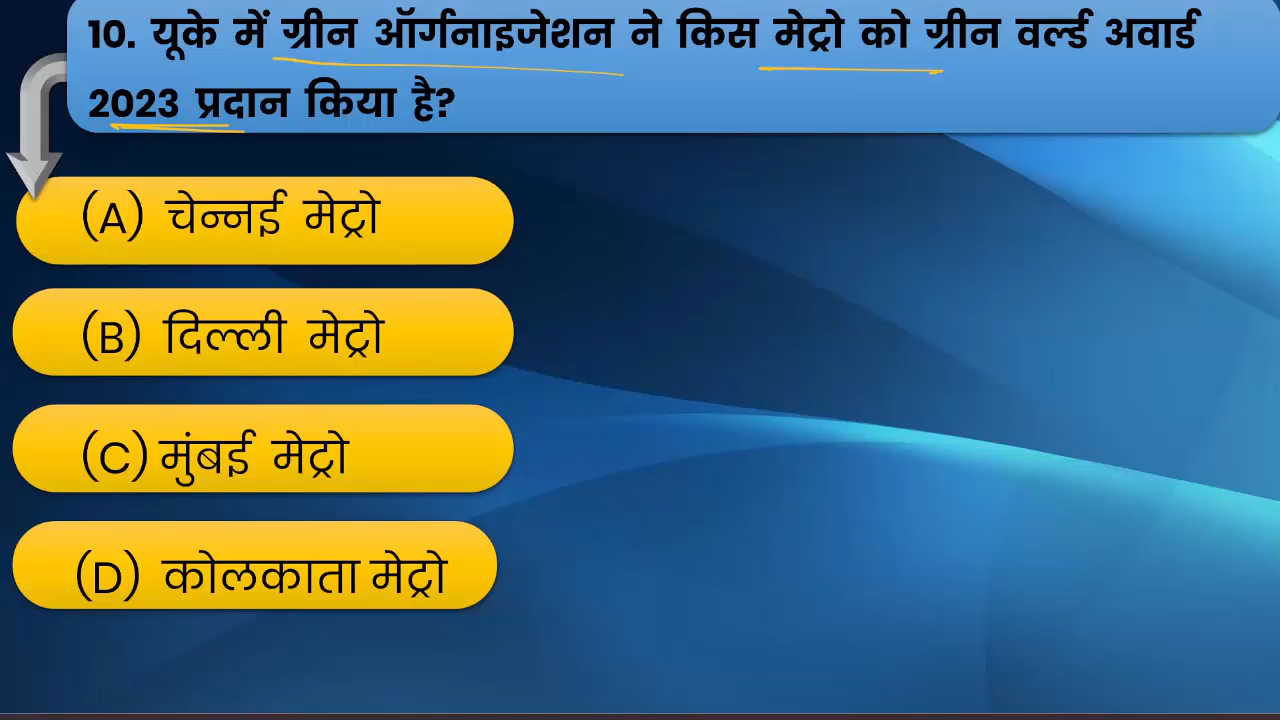 10. यूके में ग्रीन ऑर्गनाइजेशन ने किस मेट्रो को ग्रीन वर्ल्ड अवार्ड
2023 प्रदान किया है?
(A) चेन्नई मेट्रो
(B) दिल्ली मेट्रो
(C) मुंबई मेट्रो
(D) कोलकाता मेट्रो